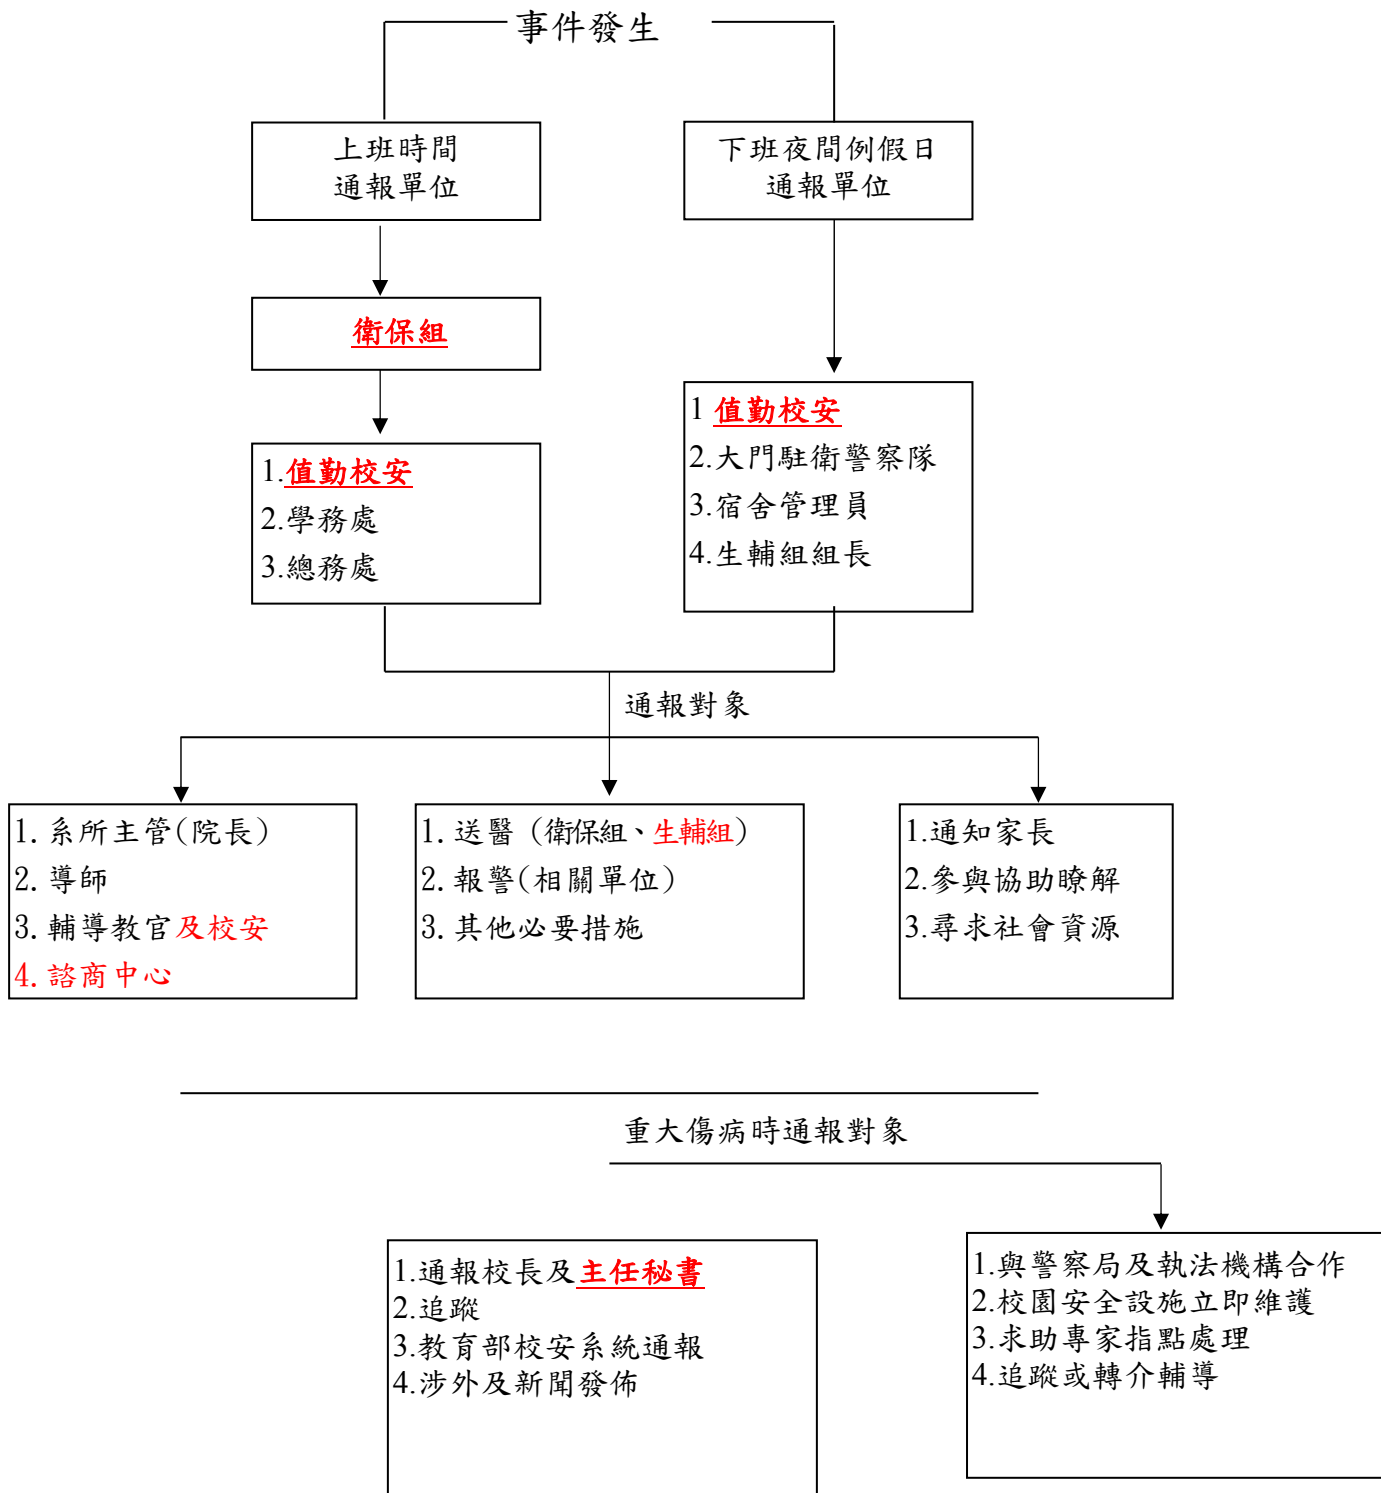 事件發生
上班時間
通報單位
下班夜間例假日
通報單位
衛保組
1.值勤校安
2.學務處
3.總務處
1 值勤校安
2.大門駐衛警察隊
3.宿舍管理員
4.生輔組組長
通報對象
1. 系所主管(院長)
2. 導師
3. 輔導教官及校安
4. 諮商中心
1. 送醫 (衛保組、生輔組)
2. 報警(相關單位)
3. 其他必要措施
1.通知家長
2.參與協助瞭解
3.尋求社會資源
重大傷病時通報對象
1.通報校長及主任秘書
2.追蹤
3.教育部校安系統通報
4.涉外及新聞發佈
1.與警察局及執法機構合作
2.校園安全設施立即維護
3.求助專家指點處理
4.追蹤或轉介輔導